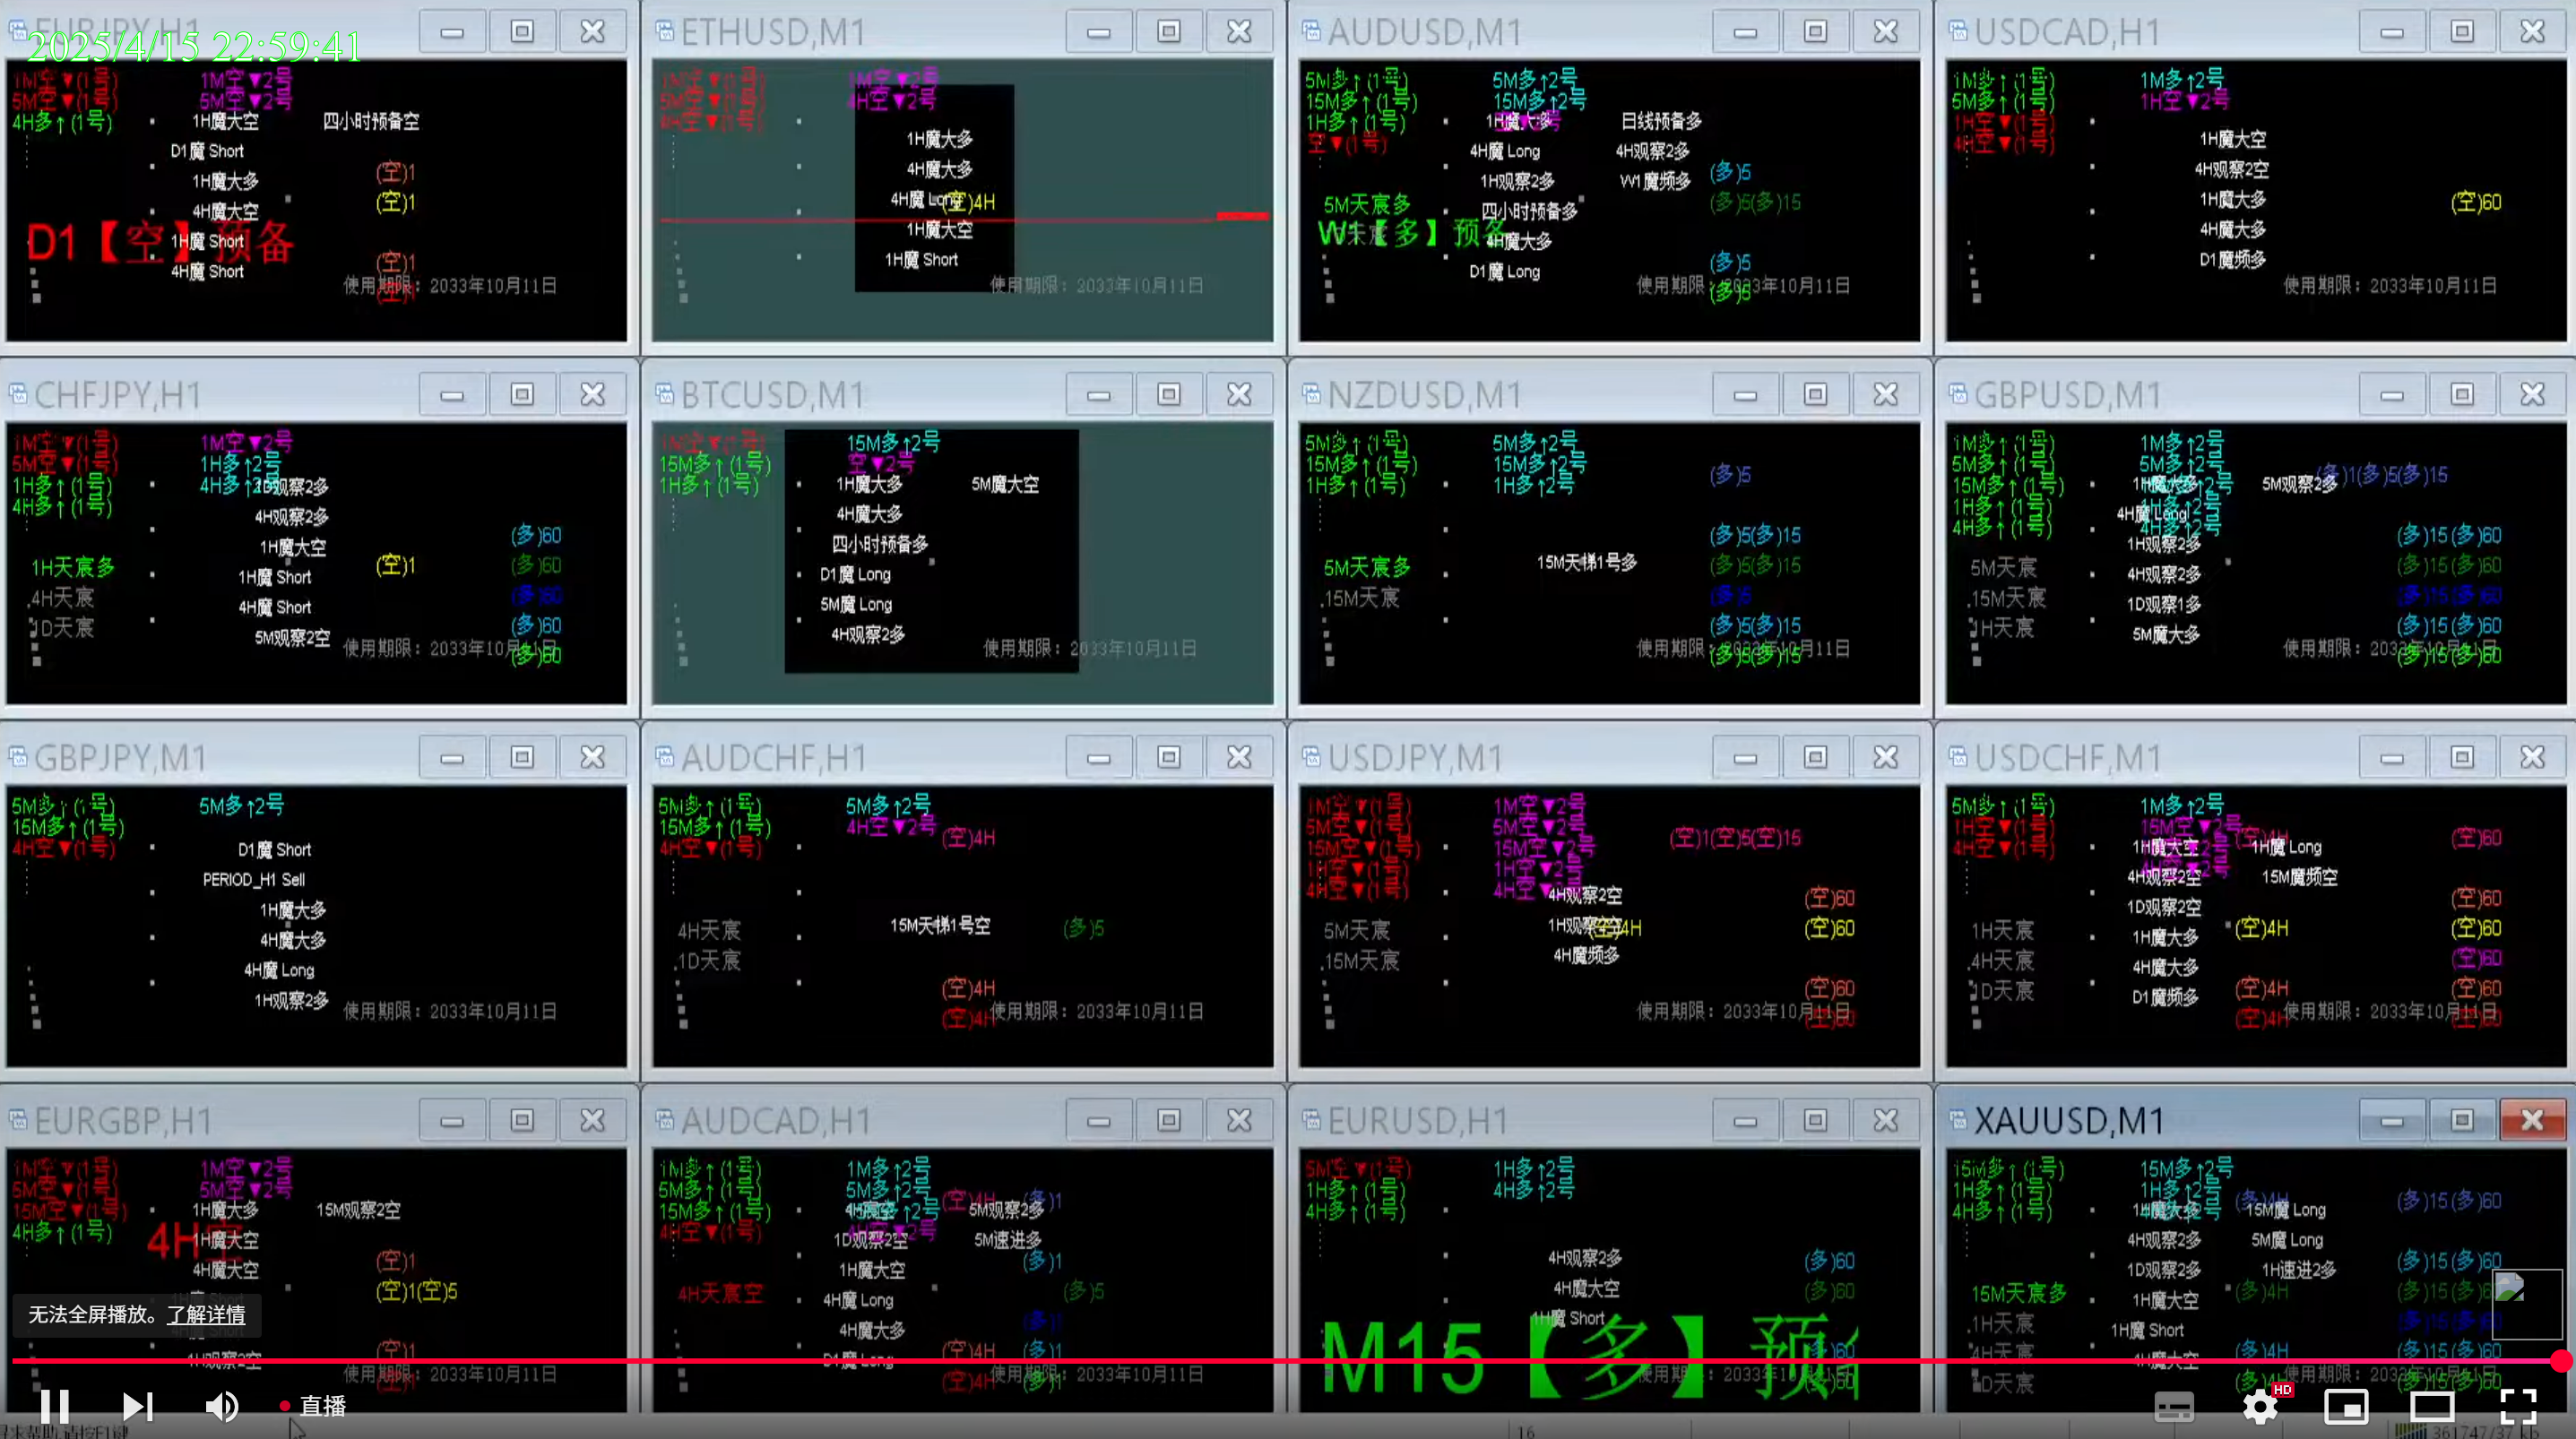 EURJPY,H1
2025/4/15 22:59:41
1M空▼(1号)
5M空▼(1号)
4H多↑(1号)
1M空▼2号
5M空▼2号
1H魔大空
四小时预备空
D1魔 Short
1H魔大多
4H魔大空
1H魔 Short
4H魔 Short
(空)1
(空)1
(空)1
D1【空】预备
使用期限：2033年10月11日
ETHUSD,M1
1M空▼(1号)
5M空▼(1号)
4H空▼(1号)
1M空▼2号
4H空▼2号
1H魔大多
4H魔大多
4H魔 Long
(空)4H
1H魔大空
1H魔 Short
使用期限：2033年10月11日
AUDUSD,M1
5M多↑(1号)
15M多↑(1号)
1H多↑(1号)
空▼(1号)
5M多↑2号
15M多↑2号
1H魔大多
日线预备多
4H魔 Long
4H观察2多
1H观察2多
W1魔频多
四小时预备多
4H魔大多
D1魔 Long
(多)5
(多)5(多)15
(多)5
(多)5
5M天宸多
W1【多】预备
使用期限：2033年10月11日
USDCAD,H1
1M多↑(1号)
5M多↑(1号)
1H空▼(1号)
4H空▼(1号)
1M多↑2号
1H空▼2号
1H魔大空
4H观察2空
1H魔大多
4H魔大多
D1魔频多
(空)60
使用期限：2033年10月11日
CHFJPY,H1
1M空▼(1号)
5M空▼(1号)
1H多↑(1号)
4H多↑(1号)
1M空▼2号
1H多↑2号
4H多↑2号
1D观察2多
4H观察2多
1H魔大空
1H魔 Short
4H魔 Short
5M观察2空
(空)1
(多)60
(多)60
(多)60
(多)60
(多)60
1H天宸多
4H天宸
1D天宸
使用期限：2033年10月11日
BTCUSD,M1
1M空▼(1号)
15M多↑(1号)
1H多↑(1号)
15M多↑2号
空▼2号
1H魔大多
5M魔大空
4H魔大多
四小时预备多
D1魔 Long
5M魔 Long
4H观察2多
使用期限：2033年10月11日
NZDUSD,M1
5M多↑(1号)
15M多↑(1号)
1H多↑(1号)
5M多↑2号
15M多↑2号
1H多↑2号
(多)5
(多)5(多)15
(多)5(多)15
(多)5
(多)5(多)15
(多)5(多)15
15M天梯1号多
5M天宸多
15M天宸
使用期限：2033年10月11日
GBPUSD,M1
1M多↑(1号)
5M多↑(1号)
15M多↑(1号)
1H多↑(1号)
4H多↑(1号)
1M多↑2号
5M多↑2号
1H多↑2号
4H多↑2号
(多)1(多)5(多)15
1H魔大多
5M观察2多
4H魔 Long
1H观察2多
4H观察2多
1D观察1多
5M魔大多
(多)15(多)60
(多)15(多)60
(多)15(多)60
(多)15(多)60
(多)15(多)60
5M天宸
15M天宸
1H天宸
使用期限：2033年10月11日
GBPJPY,M1
5M多↑(1号)
15M多↑(1号)
4H空▼(1号)
5M多↑2号
D1魔 Short
PERIOD_H1 Sell
1H魔大多
4H魔大多
4H魔 Long
1H观察2多
使用期限：2033年10月11日
AUDCHF,H1
5M多↑(1号)
15M多↑(1号)
4H空▼(1号)
5M多↑2号
4H空▼2号
(空)4H
15M天梯1号空
(多)5
4H天宸
1D天宸
(空)4H
(空)4H
使用期限：2033年10月11日
USDJPY,M1
1M空▼(1号)
5M空▼(1号)
15M空▼(1号)
1H空▼(1号)
4H空▼(1号)
1M空▼2号
5M空▼2号
15M空▼2号
1H空▼2号
4H空▼2号
(空)1(空)5(空)15
4H观察2空
1H观察2空
(空)4H
4H魔频多
(空)60
(空)60
(空)60
(空)60
5M天宸
15M天宸
使用期限：2033年10月11日
USDCHF,M1
5M多↑(1号)
1H空▼(1号)
4H空▼(1号)
1M多↑2号
15M空▼2号
(空)4H
(空)60
1H魔大空
1H魔 Long
4H观察2空
15M魔频空
1D观察2空
1H魔大多
4H魔大多
D1魔频多
(空)60
(空)4H
(空)60
(空)60
(空)4H
(空)60
(空)4H
(空)60
1H天宸
4H天宸
1D天宸
使用期限：2033年10月11日
EURGBP,H1
1M空▼(1号)
5M空▼(1号)
15M空▼(1号)
4H多↑(1号)
1M空▼2号
5M空▼2号
1H魔大多
15M观察2空
1H魔大空
4H魔大空
4H空
(空)1
(空)1(空)5
(空)1
无法全屏播放。了解详情
1H观察2空
使用期限：2033年10月11日
AUDCAD,H1
1M多↑(1号)
5M多↑(1号)
15M多↑(1号)
4H空▼(1号)
1M多↑2号
5M多↑2号
(空)4H
(多)1
5M观察2多
1D观察2空
5M速进多
1H魔大空
4H魔 Long
4H魔大多
D1魔 Long
(多)1
(多)5
(空)4H
(多)1
(空)4H
(多)1
4H天宸空
使用期限：2033年10月11日
EURUSD,H1
5M空▼(1号)
1H多↑(1号)
4H多↑(1号)
1H多↑2号
4H多↑2号
4H观察2多
4H魔大空
1H魔 Short
(多)60
(多)60
(多)60
M15【多】预备
使用期限：2033年10月11日
XAUUSD,M1
15M多↑(1号)
1H多↑(1号)
4H多↑(1号)
15M多↑2号
1H多↑2号
(多)4H
(多)15(多)60
1H魔大多
15M魔 Long
4H观察2多
5M魔 Long
1D观察2多
1H速进2多
1H魔大空
1H魔 Short
4H魔大空
(多)15(多)60
(多)4H
(多)4H
(多)15(多)60
15M天宸多
1H天宸
4H天宸
D天宸
使用期限：2033年10月11日
直播
HD
16
361747/37 kb